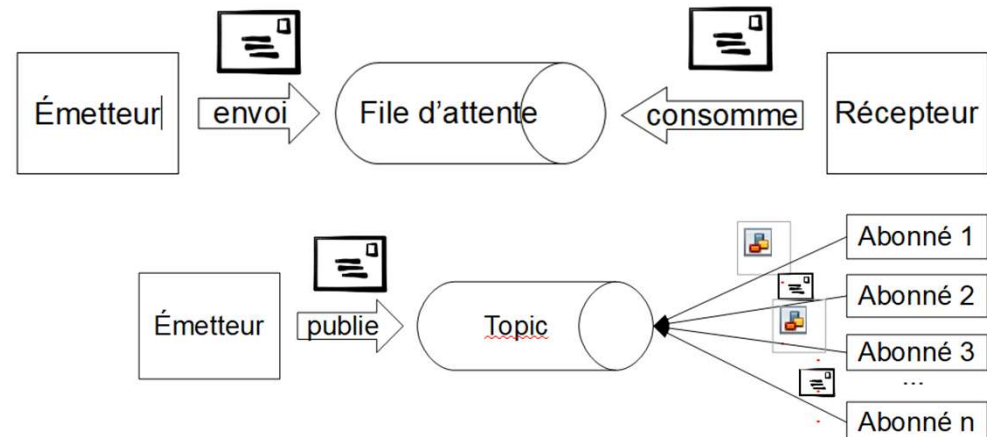 Émetteur
envoi
File d'attente
consomme
Récepteur
Émetteur
publie
Topic
Abonné 1
Abonné 2
Abonné 3
...
Abonné n